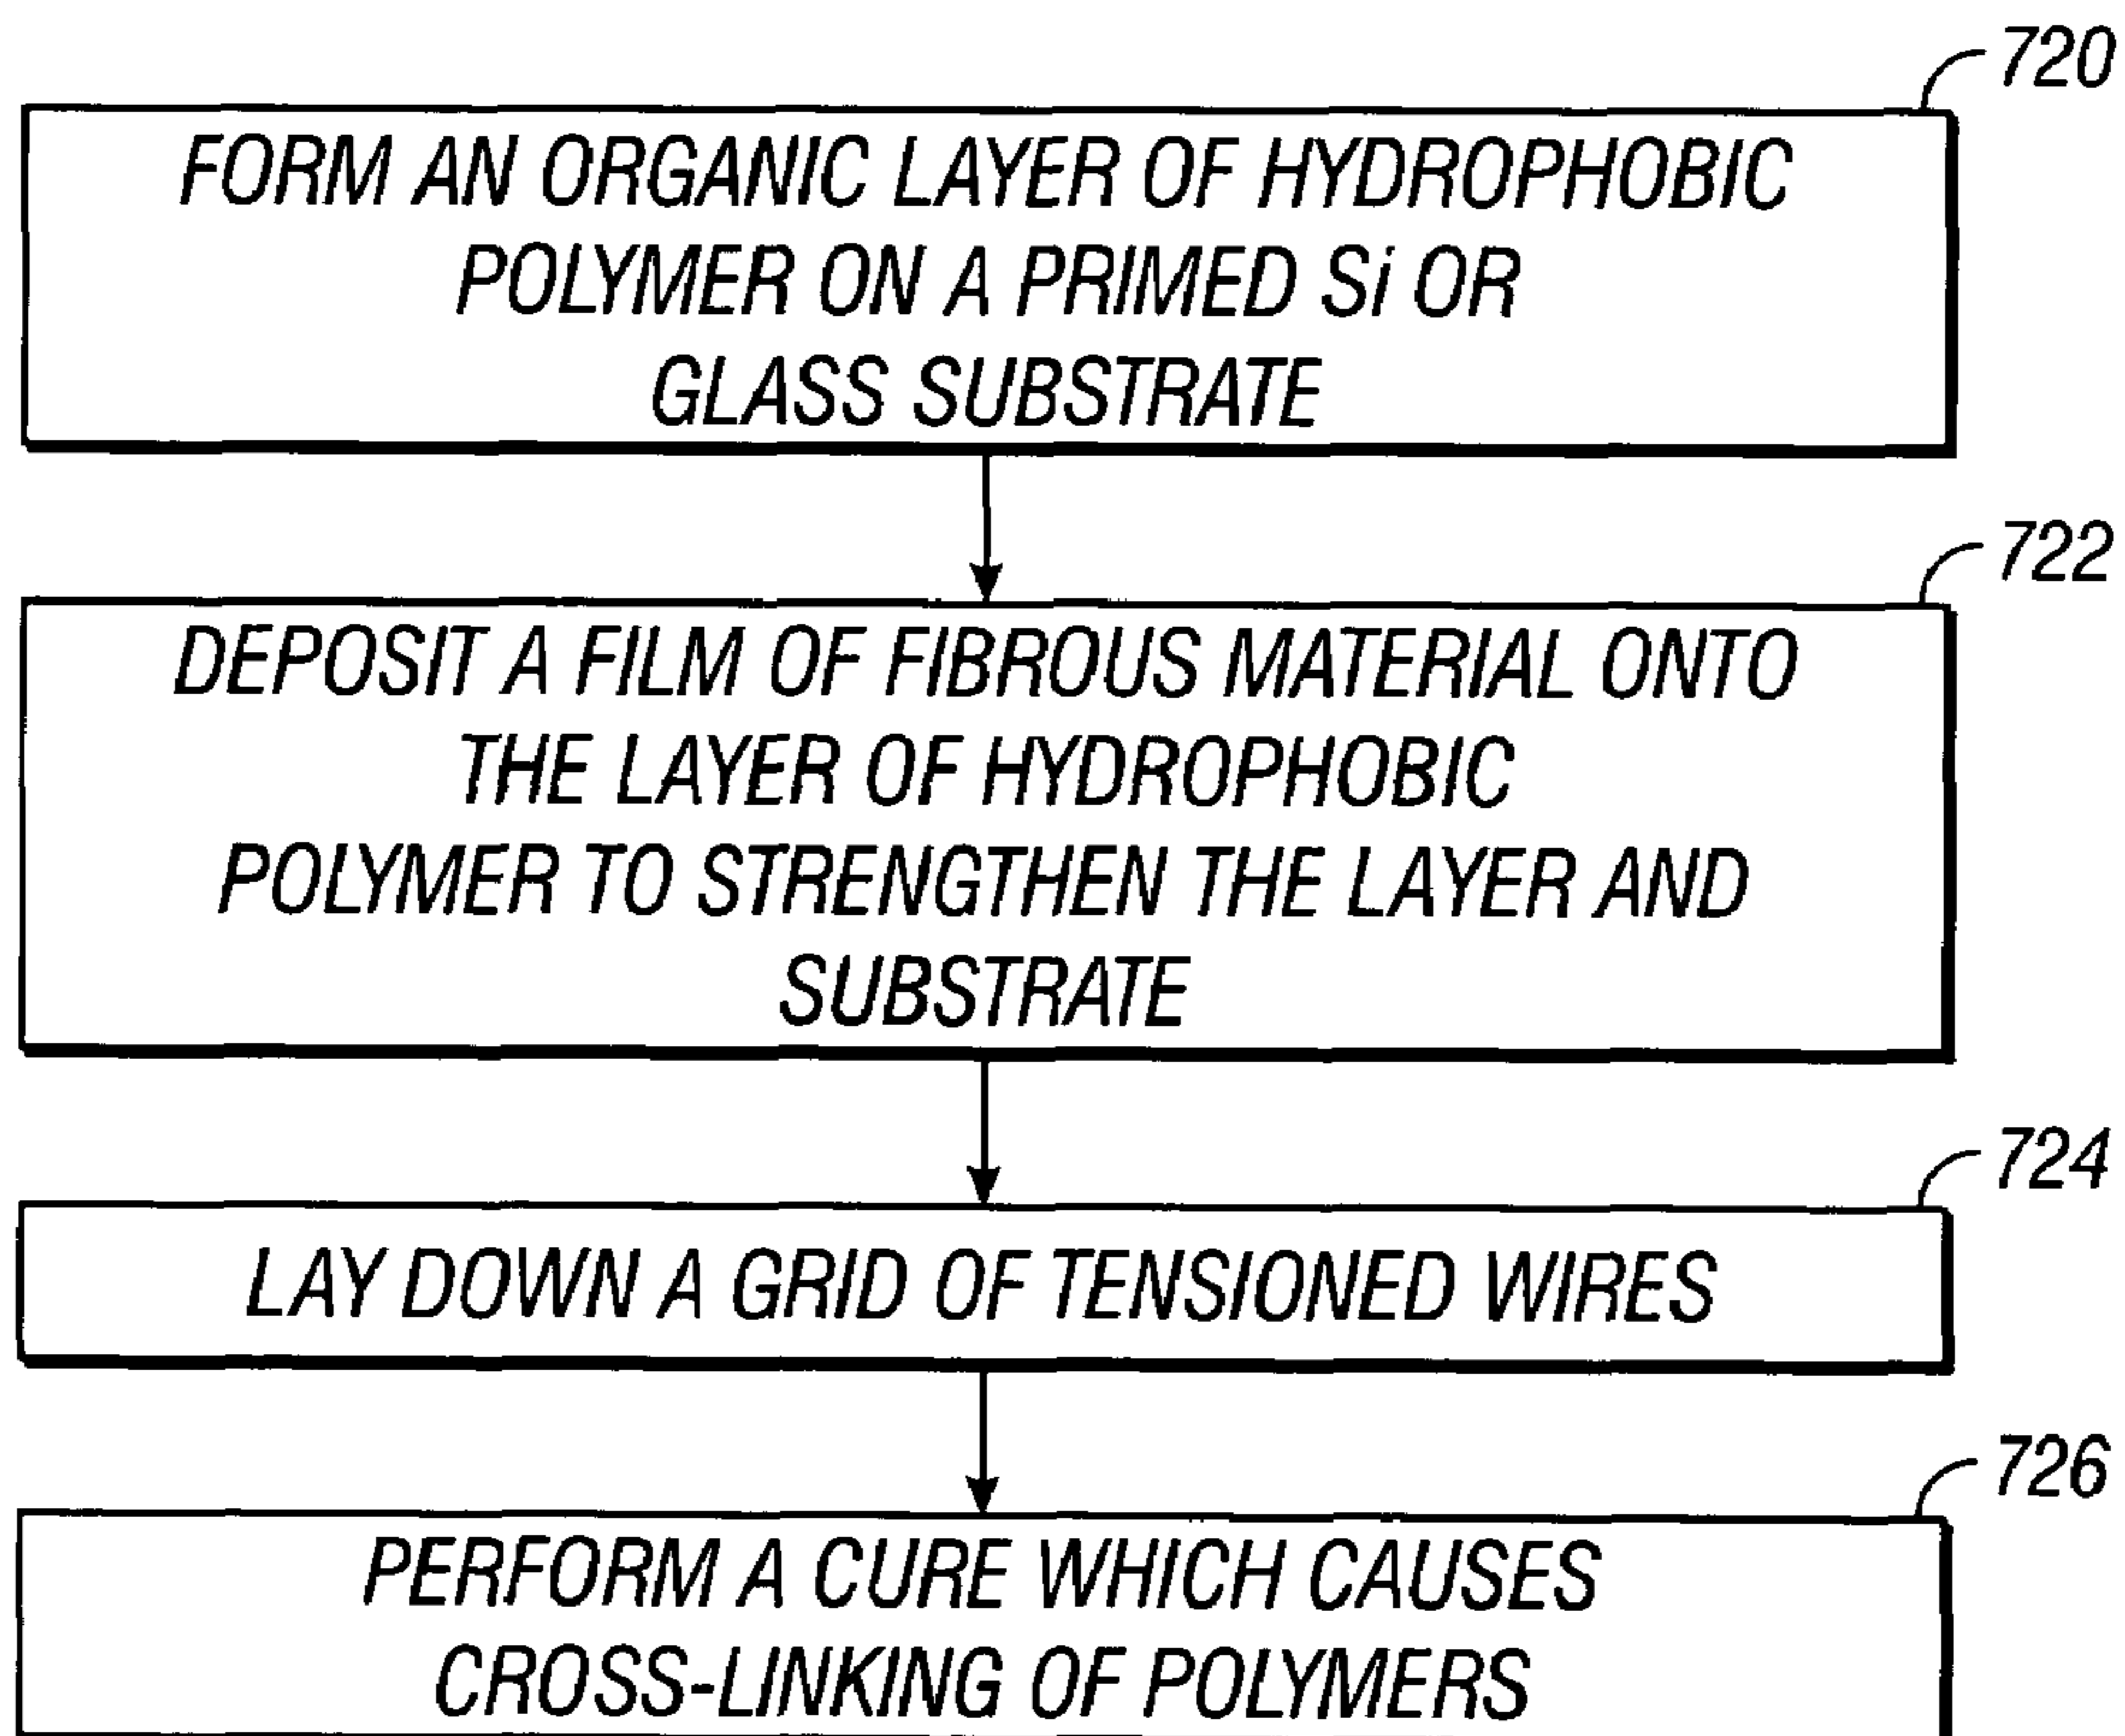 720
FORM AN ORGANIC LAYER OF HYDROPHOBIC
POLYMER ON A PRIMED Si OR
GLASS SUBSTRATE
722
DEPOSIT A FILM OF FIBROUS MATERIAL ONTO
THE LAYER OF HYDROPHOBIC
POLYMER TO STRENGTHEN THE LAYER AND
SUBSTRATE
724
LAY DOWN A GRID OF TENSIONED WIRES
726
PERFORM A CURE WHICH CAUSES
CROSS-LINKING OF POLYMERS